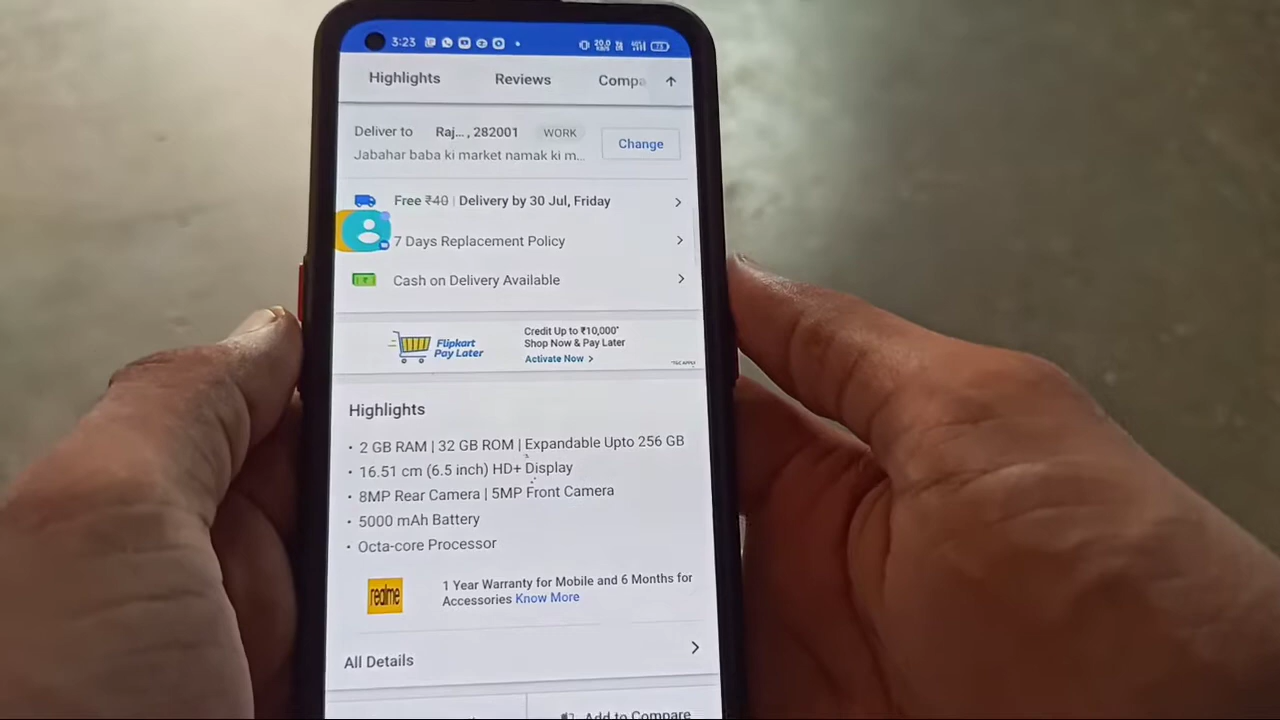 3:23
Highlights Reviews Comp
Deliver to Raj... , 282001 WORK
Change
Jabahar baba ki market namak ki m...
Free ₹40 | Delivery by 30 Jul, Friday
7 Days Replacement Policy
Cash on Delivery Available
Flipkart
Pay Later
Credit Up to ₹10,000*
Shop Now & Pay Later
Activate Now >
*T&C APPLY
Highlights
• 2 GB RAM | 32 GB ROM | Expandable Upto 256 GB
• 16.51 cm (6.5 inch) HD+ Display
• 8MP Rear Camera | 5MP Front Camera
• 5000 mAh Battery
• Octa-core Processor
realme
1 Year Warranty for Mobile and 6 Months for
Accessories Know More
All Details
Add to Compare